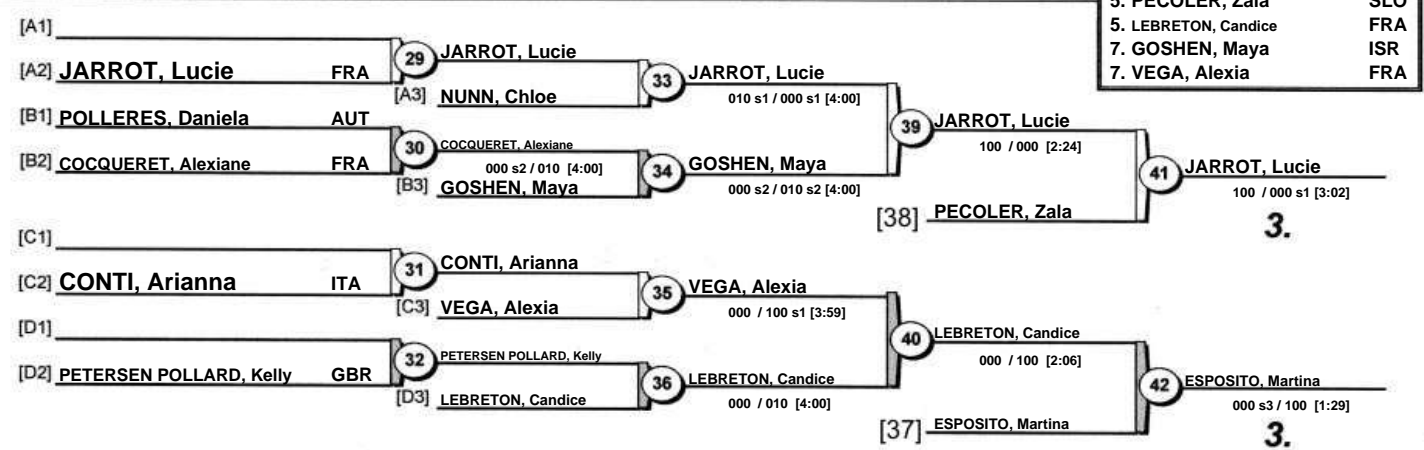 5. PECOLER, Zala SLO
5. LEBRETON, Candice FRA
7. GOSHEN, Maya ISR
7. VEGA, Alexia FRA
[A1]
[A2] JARROT, Lucie FRA
29 JARROT, Lucie
[A3] NUNN, Chloe
33 JARROT, Lucie
010 s1 / 000 s1 [4:00]
[B1] POLLERES, Daniela AUT
[B2] COCQUERET, Alexiane FRA
30 COCQUERET, Alexiane
000 s2 / 010 [4:00]
[B3] GOSHEN, Maya
34 GOSHEN, Maya
000 s2 / 010 s2 [4:00]
39 JARROT, Lucie
100 / 000 [2:24]
[38] PECOLER, Zala
41 JARROT, Lucie
100 / 000 s1 [3:02]
3.
[C1]
[C2] CONTI, Arianna ITA
31 CONTI, Arianna
[C3] VEGA, Alexia
35 VEGA, Alexia
000 / 100 s1 [3:59]
[D1]
[D2] PETERSEN POLLARD, Kelly GBR
32 PETERSEN POLLARD, Kelly
[D3] LEBRETON, Candice
36 LEBRETON, Candice
000 / 010 [4:00]
40 LEBRETON, Candice
000 / 100 [2:06]
[37] ESPOSITO, Martina
42 ESPOSITO, Martina
000 s3 / 100 [1:29]
3.